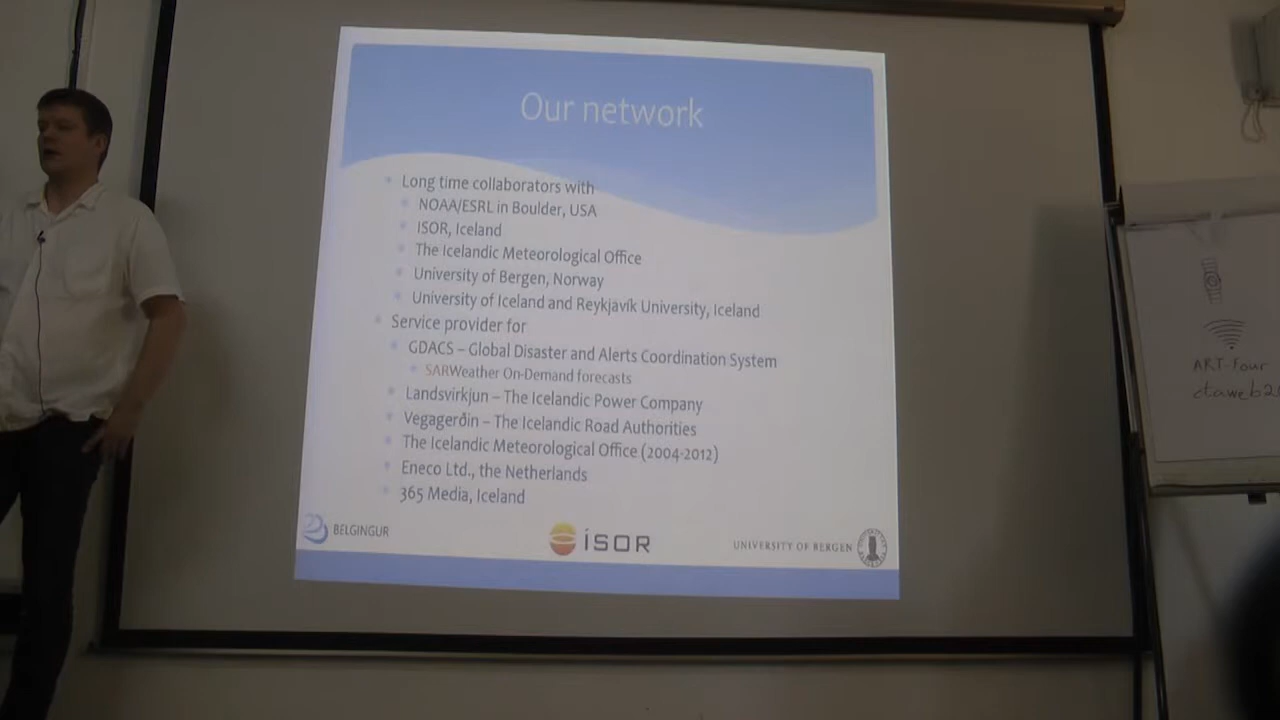 Our network
Long time collaborators with
NOAA/ESRL in Boulder, USA
ISOR, Iceland
The Icelandic Meteorological Office
University of Bergen, Norway
University of Iceland and Reykjavík University, Iceland
Service provider for
GDACS – Global Disaster and Alerts Coordination System
SARWeather On-Demand forecasts
Landsvirkjun – The Icelandic Power Company
Vegagerðin – The Icelandic Road Authorities
The Icelandic Meteorological Office (2004-2012)
Eneco Ltd., the Netherlands
365 Media, Iceland
BELGINGUR
ÍSOR
UNIVERSITY OF BERGEN
ART-Four